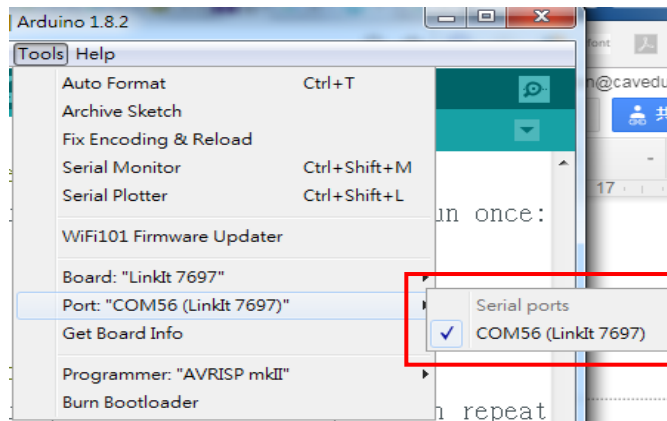 Arduino 1.8.2
Tools Help
Auto Format Ctrl+T
Archive Sketch
Fix Encoding & Reload
Serial Monitor Ctrl+Shift+M
Serial Plotter Ctrl+Shift+L
un once:
WiFi101 Firmware Updater
Board: "LinkIt 7697"
Port: "COM56 (LinkIt 7697)"
Serial ports
COM56 (LinkIt 7697)
Get Board Info
Programmer: "AVRISP mkII"
Burn Bootloader
repeat
font
n@cavedu
共
17